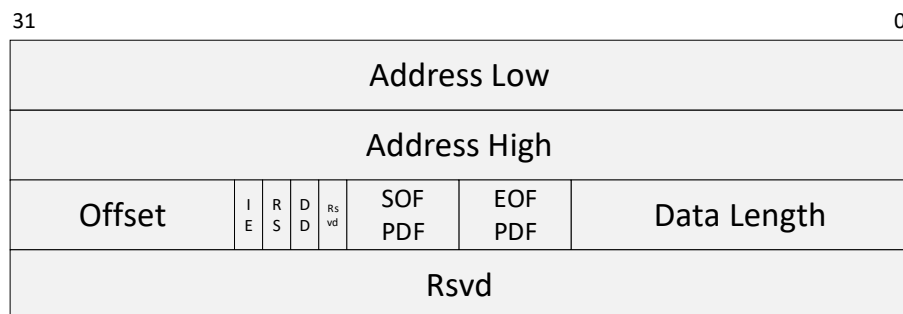 31 0
Address Low
Address High
Offset I E R S D D Rs vd SOF PDF EOF PDF Data Length
Rsvd